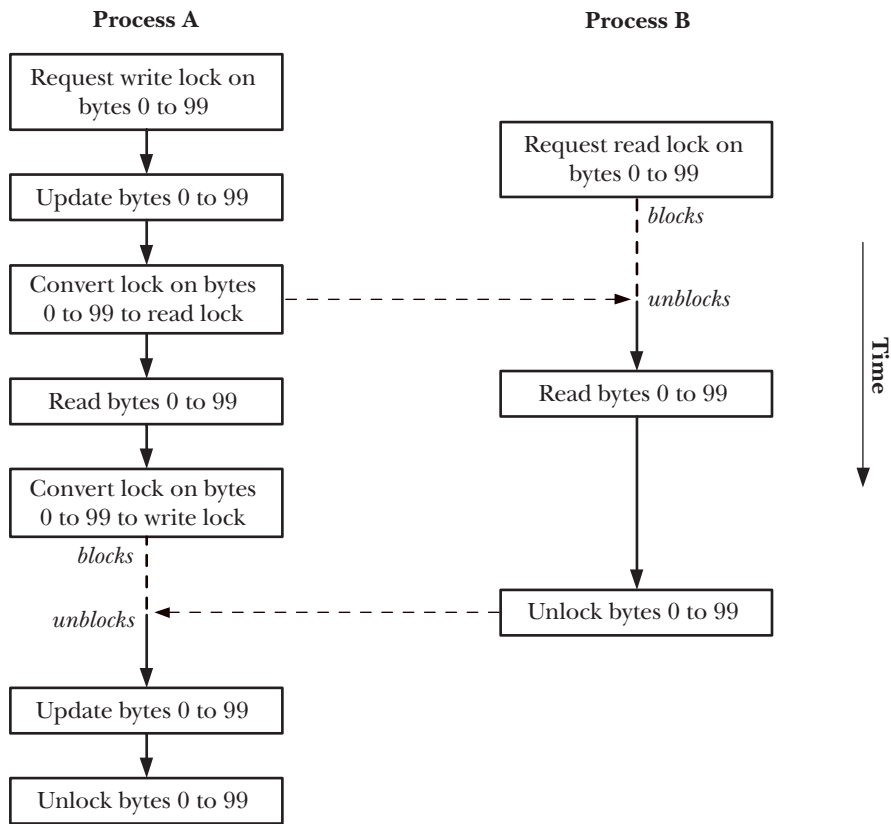 Process A
Process B
Request write lock on
bytes 0 to 99
Request read lock on
bytes 0 to 99
Update bytes 0 to 99
blocks
Convert lock on bytes
0 to 99 to read lock
unblocks
Time
Read bytes 0 to 99
Read bytes 0 to 99
Convert lock on bytes
0 to 99 to write lock
blocks
unblocks
Unlock bytes 0 to 99
Update bytes 0 to 99
Unlock bytes 0 to 99